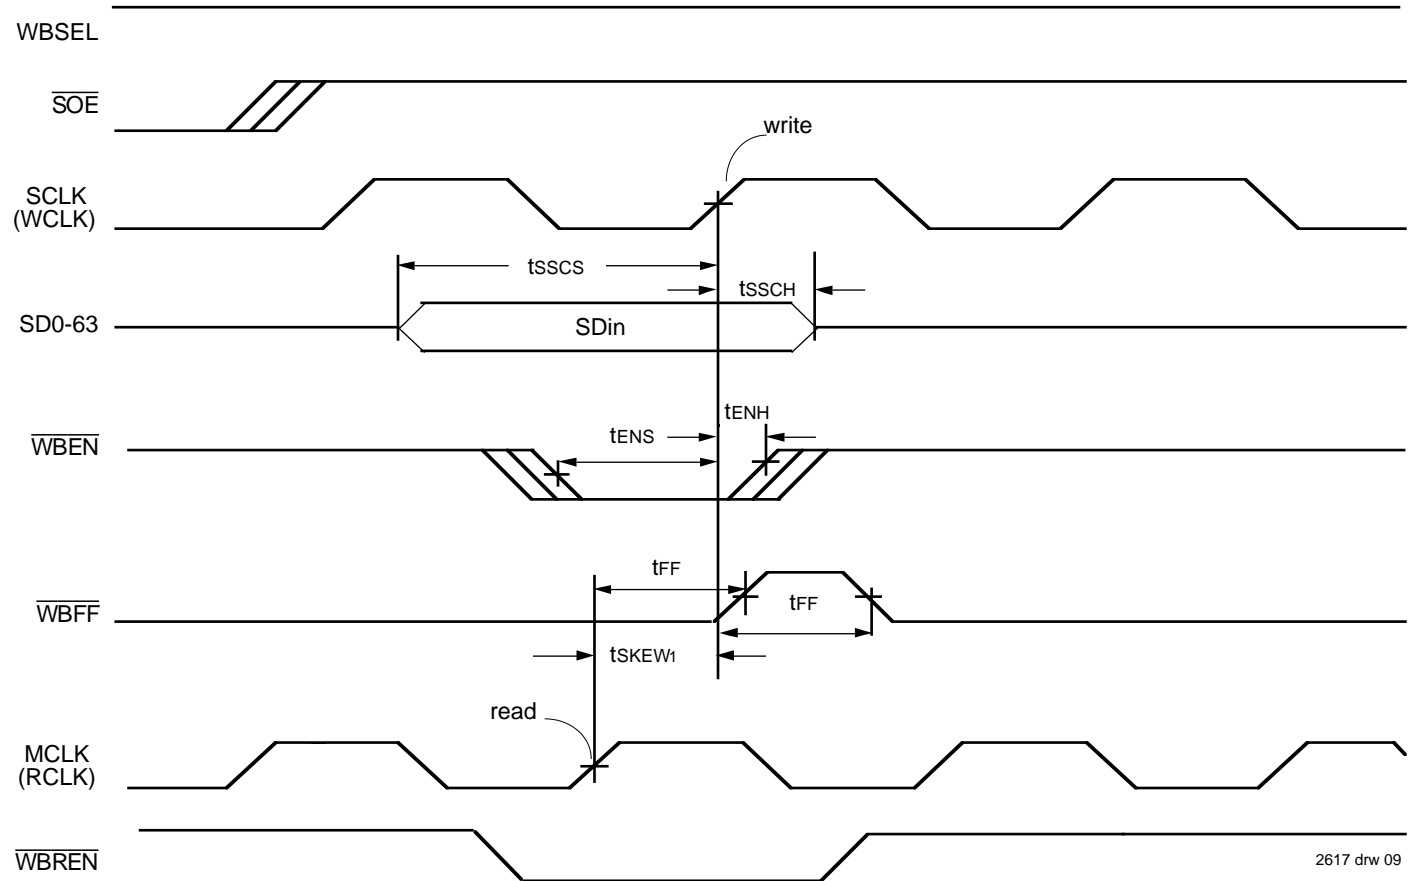 WBSEL
SOE
write
SCLK
(WCLK)
tSSCS
tSSCH
SD0-63
SDin
tENH
tENS
WBEN
tFF
tFF
WBFF
tSKEW1
read
MCLK
(RCLK)
WBREN
2617 drw 09